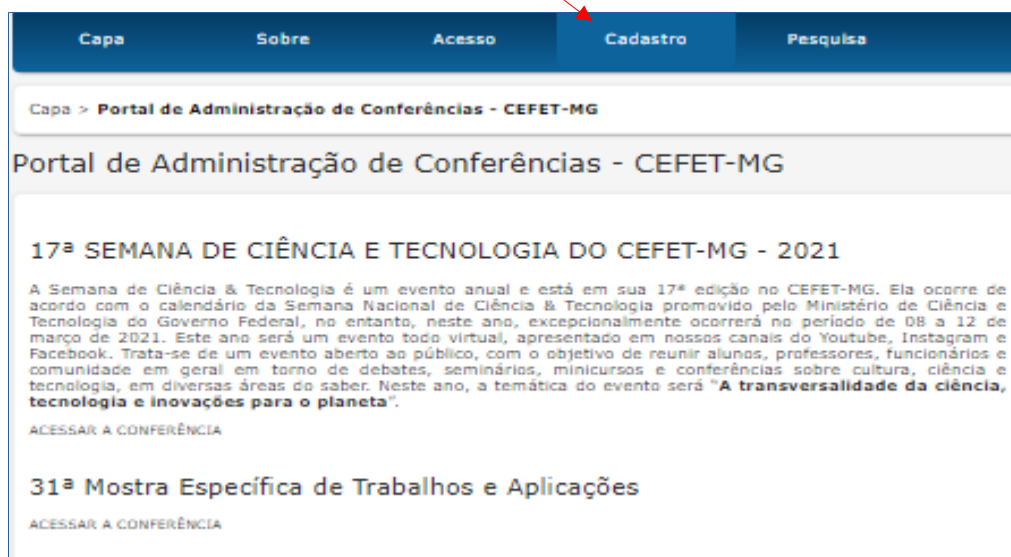 Capa Sobre Acesso Cadastro Pesquisa
Capa > Portal de Administração de Conferências - CEFET-MG
Portal de Administração de Conferências - CEFET-MG
17ª SEMANA DE CIÊNCIA E TECNOLOGIA DO CEFET-MG - 2021
A Semana de Ciência & Tecnologia é um evento anual e está em sua 17ª edição no CEFET-MG. Ela ocorre de
acordo com o calendário da Semana Nacional de Ciência & Tecnologia promovido pelo Ministério de Ciência e
Tecnologia do Governo Federal, no entanto, neste ano, excepcionalmente ocorrerá no período de 08 a 12 de
março de 2021. Este ano será um evento todo virtual, apresentado em nossos canais do Youtube, Instagram e
Facebook. Trata-se de um evento aberto ao público, com o objetivo de reunir alunos, professores, funcionários e
comunidade em geral em torno de debates, seminários, minicursos e conferências sobre cultura, ciência e
tecnologia, em diversas áreas do saber. Neste ano, a temática do evento será "A transversalidade da ciência,
tecnologia e inovações para o planeta".
ACESSAR A CONFERÊNCIA
31ª Mostra Específica de Trabalhos e Aplicações
ACESSAR A CONFERÊNCIA